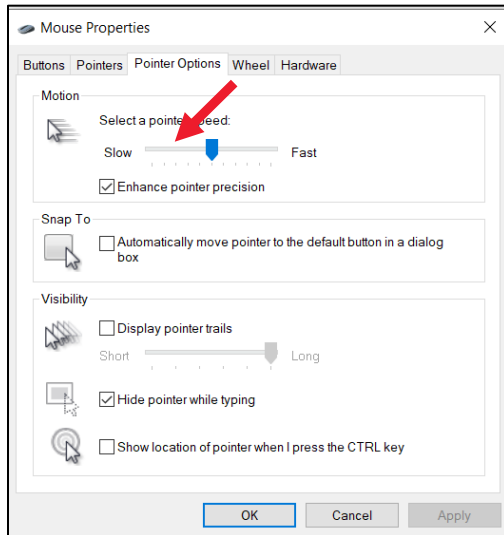 Mouse Properties
Buttons Pointers Pointer Options Wheel Hardware
Motion
Select a pointer eed:
Slow Fast
Enhance pointer precision
Snap To
Automatically move pointer to the default button in a dialog
box
Visibility
Display pointer trails
Short Long
Hide pointer while typing
Show location of pointer when I press the CTRL key
OK Cancel Apply